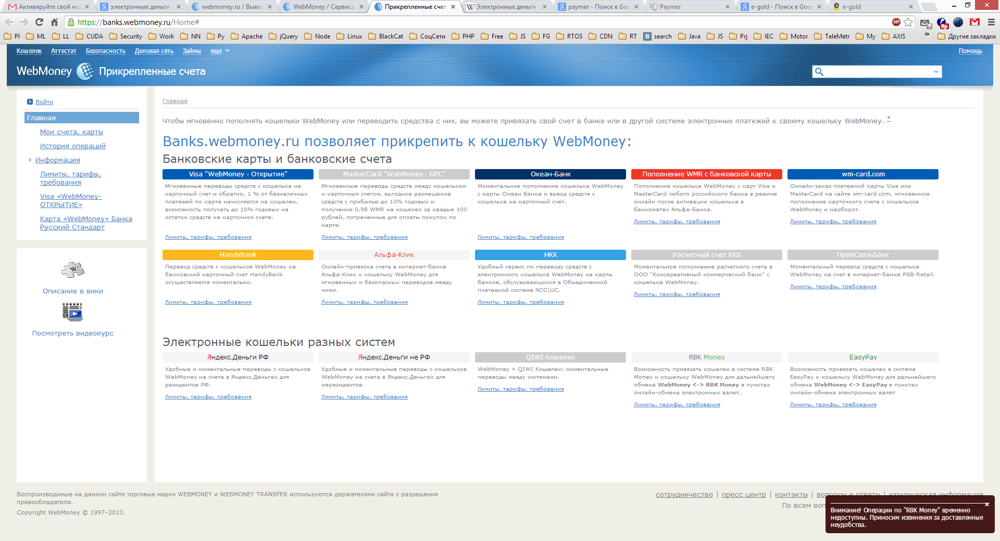 Активируйте свой но
электронные деньги -
webmoney.ru / Вывес
WebMoney / Сервись
Прикрепленные счет
Электронные деньги -
paymer - Поиск в Goo
Paymer
e-gold - Поиск в Goog
e-gold
https://banks.webmoney.ru/Home#
PI ML LL CUDA Security Work NN Py Apache jQuery Node Linux BlackCat СоцСети PHP Free JS FG RTOS CDN RT search Java JS Prj IEC Motor TeleMetr My AXIS » Другие закладки
Кошелек Аттестат Безопасность Деловая сеть Займы еще Помощь
WebMoney Прикрепленные счета
Войти
Главная
Мои счета, карты
История операций
Информация
Лимиты, тарифы,
требования
Visa «WebMoney-
ОТКРЫТИЕ»
Карта «WebMoney» Банка
Русский Стандарт
Описание в вики
Посмотреть видеокурс
Главная
Чтобы мгновенно пополнять кошельки WebMoney или переводить средства с них, вы можете привязать свой счет в банке или в другой системе электронных платежей к своему кошельку WebMoney. *
Banks.webmoney.ru позволяет прикрепить к кошельку WebMoney:
Банковские карты и банковские счета
Visa "WebMoney - Открытие"
Мгновенные переводы средств с кошелька на
карточный счет и обратно, 1 % от безналичных
платежей по карте начисляется на кошелек,
возможность получать до 10% годовых на
остаток средств на карточном счете.
Лимиты, тарифы, требования
MasterCard "WebMoney - БРС"
Мгновенные переводы средств между кошельком
и карточным счетом, выгодное размещение
средств с прибылью до 10% годовых и
получение 0,98 WMR на кошелек за каждые 100
рублей, потраченные для оплаты покупок по
карте.
Лимиты, тарифы, требования
Океан-Банк
Моментальное пополнение кошелька WebMoney
с карты Океан Банка и вывод средств с
кошелька на карточный счет.
Лимиты, тарифы, требования
Пополнение WMR с банковской карты
Пополнение кошелька WebMoney с карт Visa и
MasterCard любого российского банка в режиме
онлайн после активации кошелька в
банкоматах Альфа-Банка.
Лимиты, тарифы, требования
wm-card.com
Онлайн-заказ платежной карты Visa или
MasterCard на сайте wm-card.com, мгновенное
пополнение карточного счета с кошельков
WebMoney и наоборот.
Лимиты, тарифы, требования
HandyBank
Перевод средств с кошельков WebMoney на
банковский карточный счет HandyBank
осуществляется моментально.
Лимиты, тарифы, требования
Альфа-Клик
Онлайн-привязка счета в интернет-банке
Альфа-Клик к кошельку WebMoney для
мгновенных и безопасных переводов между
ними.
Лимиты, тарифы, требования
НКК
Удобный сервис по переводу средств с
электронного кошелька WebMoney на карты
банков, обслуживающихся в Объединенной
платежной системе NCC|UC.
Лимиты, тарифы, требования
Расчетный счет ККБ
Моментальное пополнение расчетного счета в
ООО "Консервативный коммерческий банк" с
кошелька WebMoney.
Лимиты, тарифы, требования
ПромСвязьБанк
Моментальный перевод средств с кошелька
WebMoney на счет в интернет-банке PSB-Retail.
Лимиты, тарифы, требования
Электронные кошельки разных систем
Яндекс.Деньги РФ
Удобные и моментальные переводы с кошельков
WebMoney на счета в Яндекс.Деньгах для
резидентов РФ.
Лимиты, тарифы, требования
Яндекс.Деньги не РФ
Удобные и моментальные переводы с кошельков
WebMoney на счета в Яндекс.Деньгах для
нерезидентов.
Лимиты, тарифы, требования
QIWI Кошелек
WebMoney + QIWI Кошелек: моментальные
переводы между системами.
Лимиты, тарифы, требования
RBK Money
Возможность привязать кошелек в системе RBK
Money к кошельку WebMoney для дальнейшего
обмена WebMoney <-> RBK Money в пунктах
онлайн-обмена электронных валют.
Лимиты, тарифы, требования
EasyPay
Возможность привязать кошелек в системе
EasyPay к кошельку WebMoney для дальнейшего
обмена WebMoney <-> EasyPay в пунктах
онлайн-обмена электронных валют
Лимиты, тарифы, требования
Воспроизводимые на данном сайте торговые марки WEBMONEY и WEBMONEY TRANSFER используются держателями сайта с разрешения
правообладателя.
Copyright WebMoney © 1997–2013.
сотрудничество | пресс центр | контакты | вопросы и ответы | юридическая информация
По всем
Внимание! Операции по "RBK Money" временно
недоступны. Приносим извинения за доставленные
неудобства.